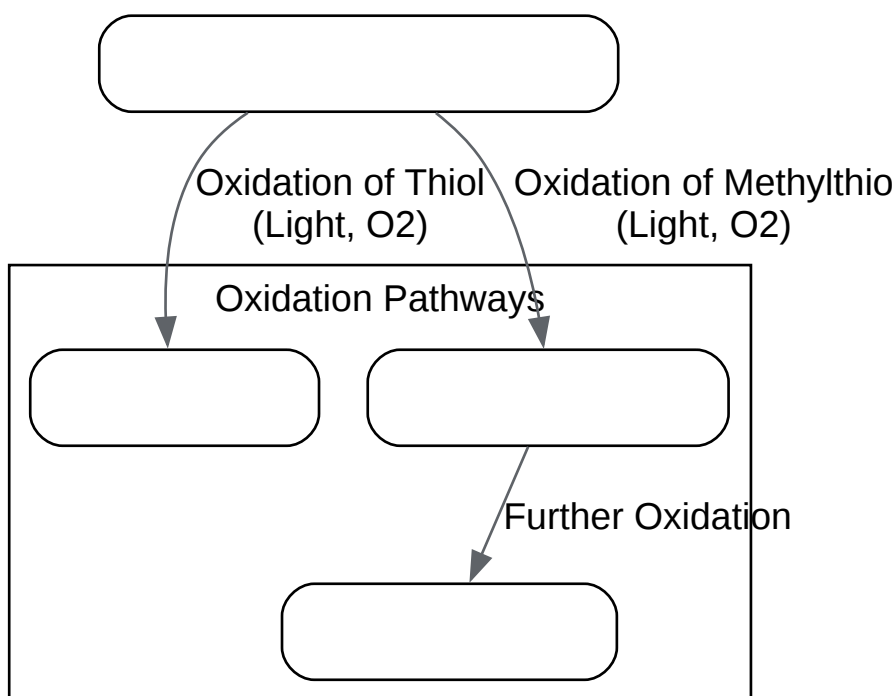 Oxidation of Thiol
(Light, O2)
Oxidation of Methylthio
(Light, O2)
Oxidation Pathways
Further Oxidation